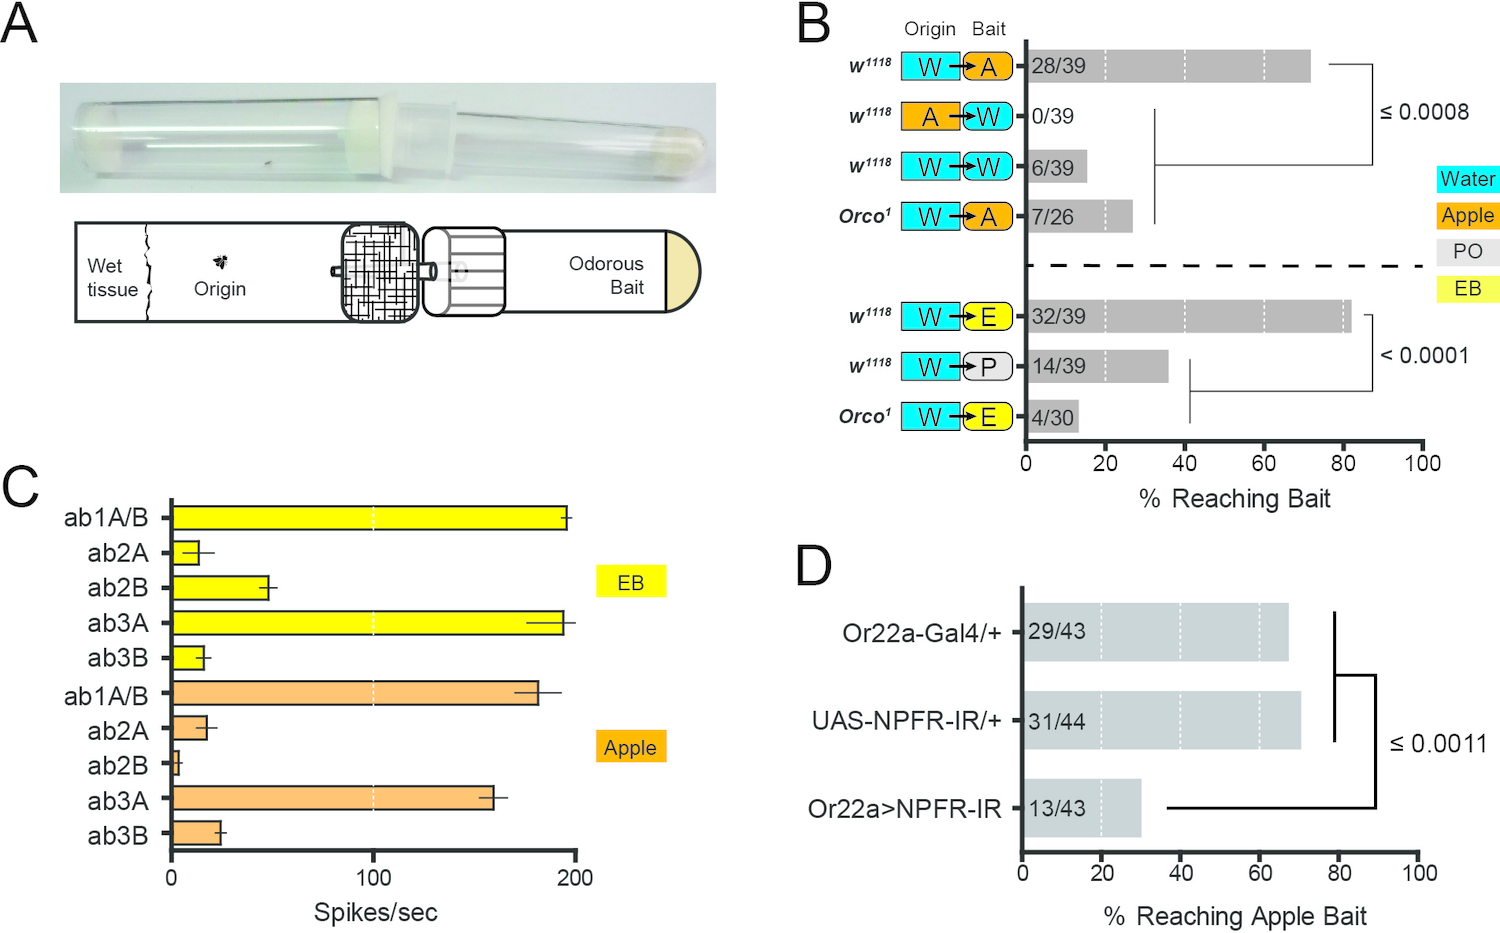 A
Wet
tissue
Origin
Odorous
Bait
B
Origin Bait
w1118 W A 28/39
w1118 A W 0/39
w1118 W W 6/39
Orco1 W A 7/26
≤ 0.0008
w1118 W E 32/39
w1118 W P 14/39
Orco1 W E 4/30
< 0.0001
0 20 40 60 80 100
% Reaching Bait
Water
Apple
PO
EB
C
ab1A/B
ab2A
ab2B
ab3A
ab3B
ab1A/B
ab2A
ab2B
ab3A
ab3B
EB
Apple
0 100 200
Spikes/sec
D
Or22a-Gal4/+ 29/43
UAS-NPFR-IR/+ 31/44
Or22a>NPFR-IR 13/43
≤ 0.0011
0 20 40 60 80 100
% Reaching Apple Bait